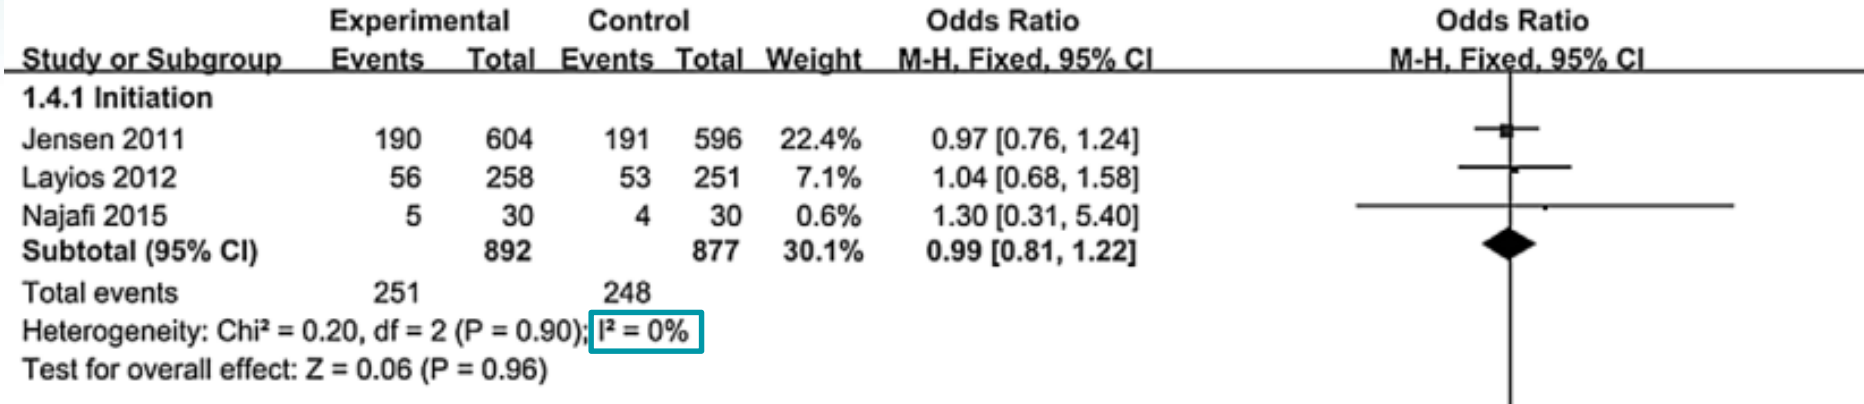 Experimental Control Odds Ratio Odds Ratio
Study or Subgroup Events Total Events Total Weight M-H, Fixed, 95% CI M-H, Fixed, 95% CI
1.4.1 Initiation
Jensen 2011 190 604 191 596 22.4% 0.97 [0.76, 1.24]
Layios 2012 56 258 53 251 7.1% 1.04 [0.68, 1.58]
Najafi 2015 5 30 4 30 0.6% 1.30 [0.31, 5.40]
Subtotal (95% CI) 892 877 30.1% 0.99 [0.81, 1.22]
Total events 251 248
Heterogeneity: Chi² = 0.20, df = 2 (P = 0.90); I² = 0%
Test for overall effect: Z = 0.06 (P = 0.96)